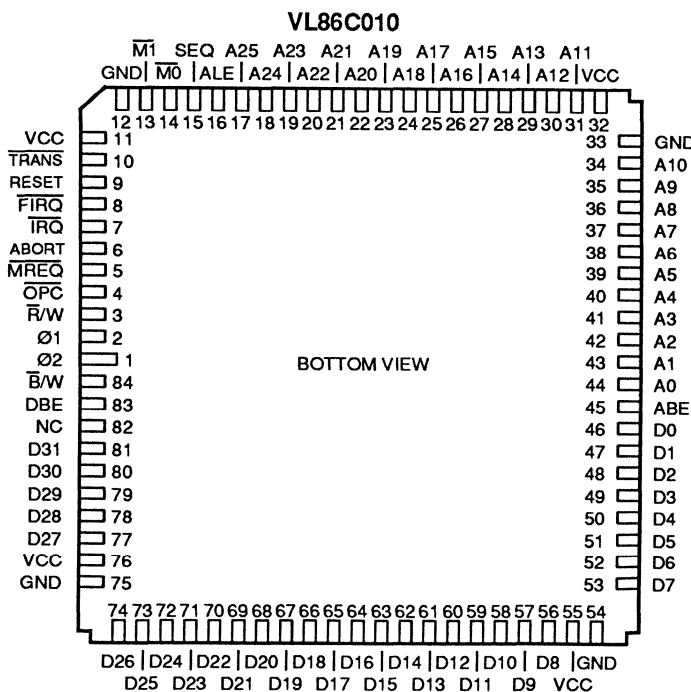 VL86C010
M̅1̅ SEQ A25 A23 A21 A19 A17 A15 A13 A11
GND M̅0̅ ALE A24 A22 A20 A18 A16 A14 A12 VCC
12 13 14 15 16 17 18 19 20 21 22 23 24 25 26 27 28 29 30 31 32
VCC 11
T̅R̅A̅N̅S̅ 10
RESET 9
F̅I̅R̅Q̅ 8
I̅R̅Q̅ 7
ABORT 6
M̅R̅E̅Q̅ 5
O̅P̅C̅ 4
R̅/W 3
Ø1 2
Ø2 1
B̅/W 84
DBE 83
NC 82
D31 81
D30 80
D29 79
D28 78
D27 77
VCC 76
GND 75
BOTTOM VIEW
33 GND
34 A10
35 A9
36 A8
37 A7
38 A6
39 A5
40 A4
41 A3
42 A2
43 A1
44 A0
45 ABE
46 D0
47 D1
48 D2
49 D3
50 D4
51 D5
52 D6
53 D7
74 73 72 71 70 69 68 67 66 65 64 63 62 61 60 59 58 57 56 55 54
D26 D24 D22 D20 D18 D16 D14 D12 D10 D8 GND
D25 D23 D21 D19 D17 D15 D13 D11 D9 VCC